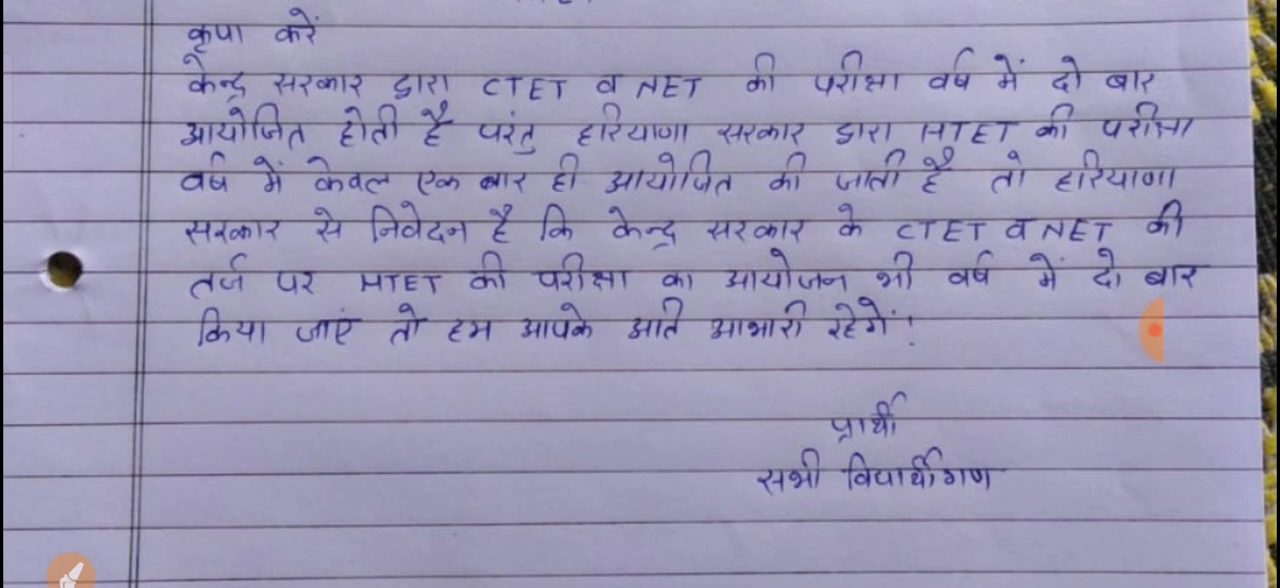 कृपा करें
केन्द्र सरकार द्वारा CTET व NET की परीक्षा वर्ष में दो बार
आयोजित होती है परंतु हरियाणा सरकार द्वारा HTET की परीक्षा
वर्ष में केवल एक बार ही आयोजित की जाती है तो हरियाणा
सरकार से निवेदन है कि केन्द्र सरकार के CTET व NET की
तर्ज पर HTET की परीक्षा का आयोजन भी वर्ष में दो बार
किया जाएं तो हम आपके अति आभारी रहेगें!
प्रार्थी
सभी विद्यार्थीगण